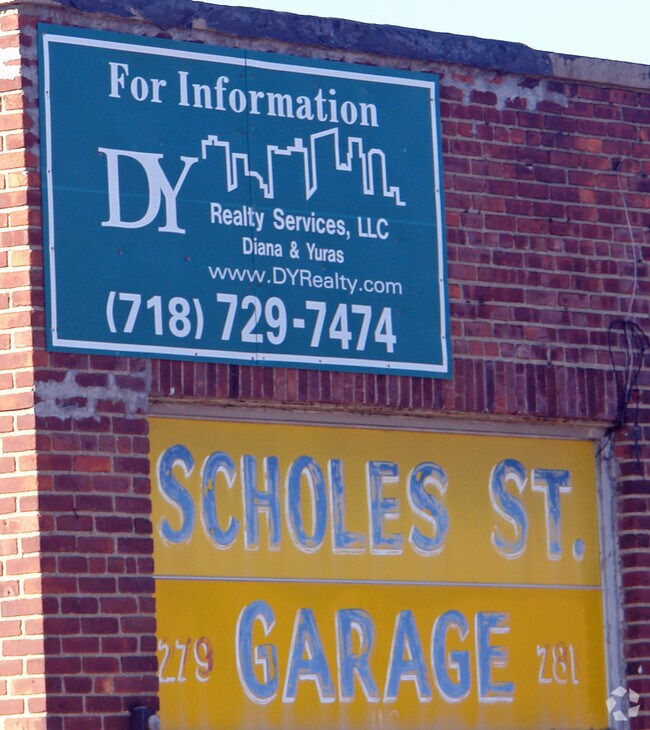 For Information
DY
Realty Services, LLC
Diana & Yuras
www.DYRealty.com
(718) 729-7474
SCHOLES ST.
279 GARAGE 281